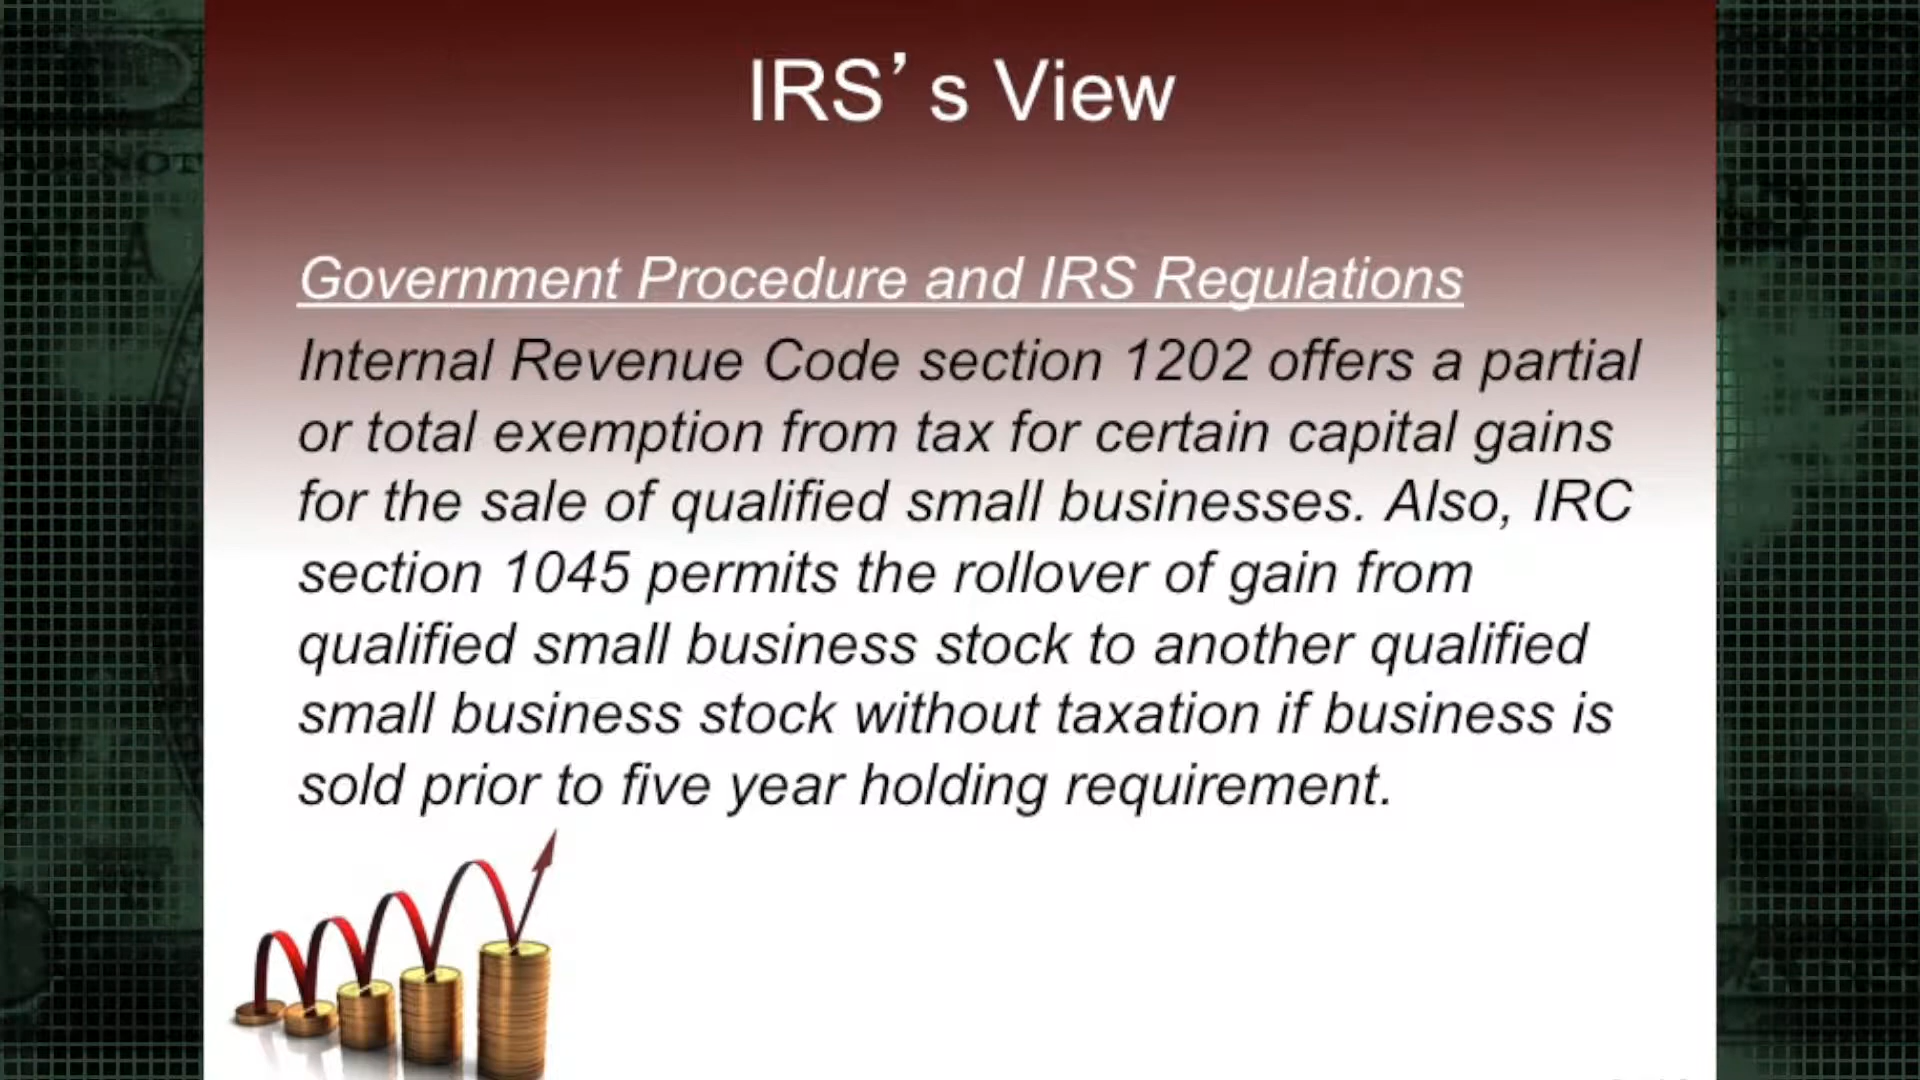 IRS’s View
Government Procedure and IRS Regulations
Internal Revenue Code section 1202 offers a partial
or total exemption from tax for certain capital gains
for the sale of qualified small businesses. Also, IRC
section 1045 permits the rollover of gain from
qualified small business stock to another qualified
small business stock without taxation if business is
sold prior to five year holding requirement.